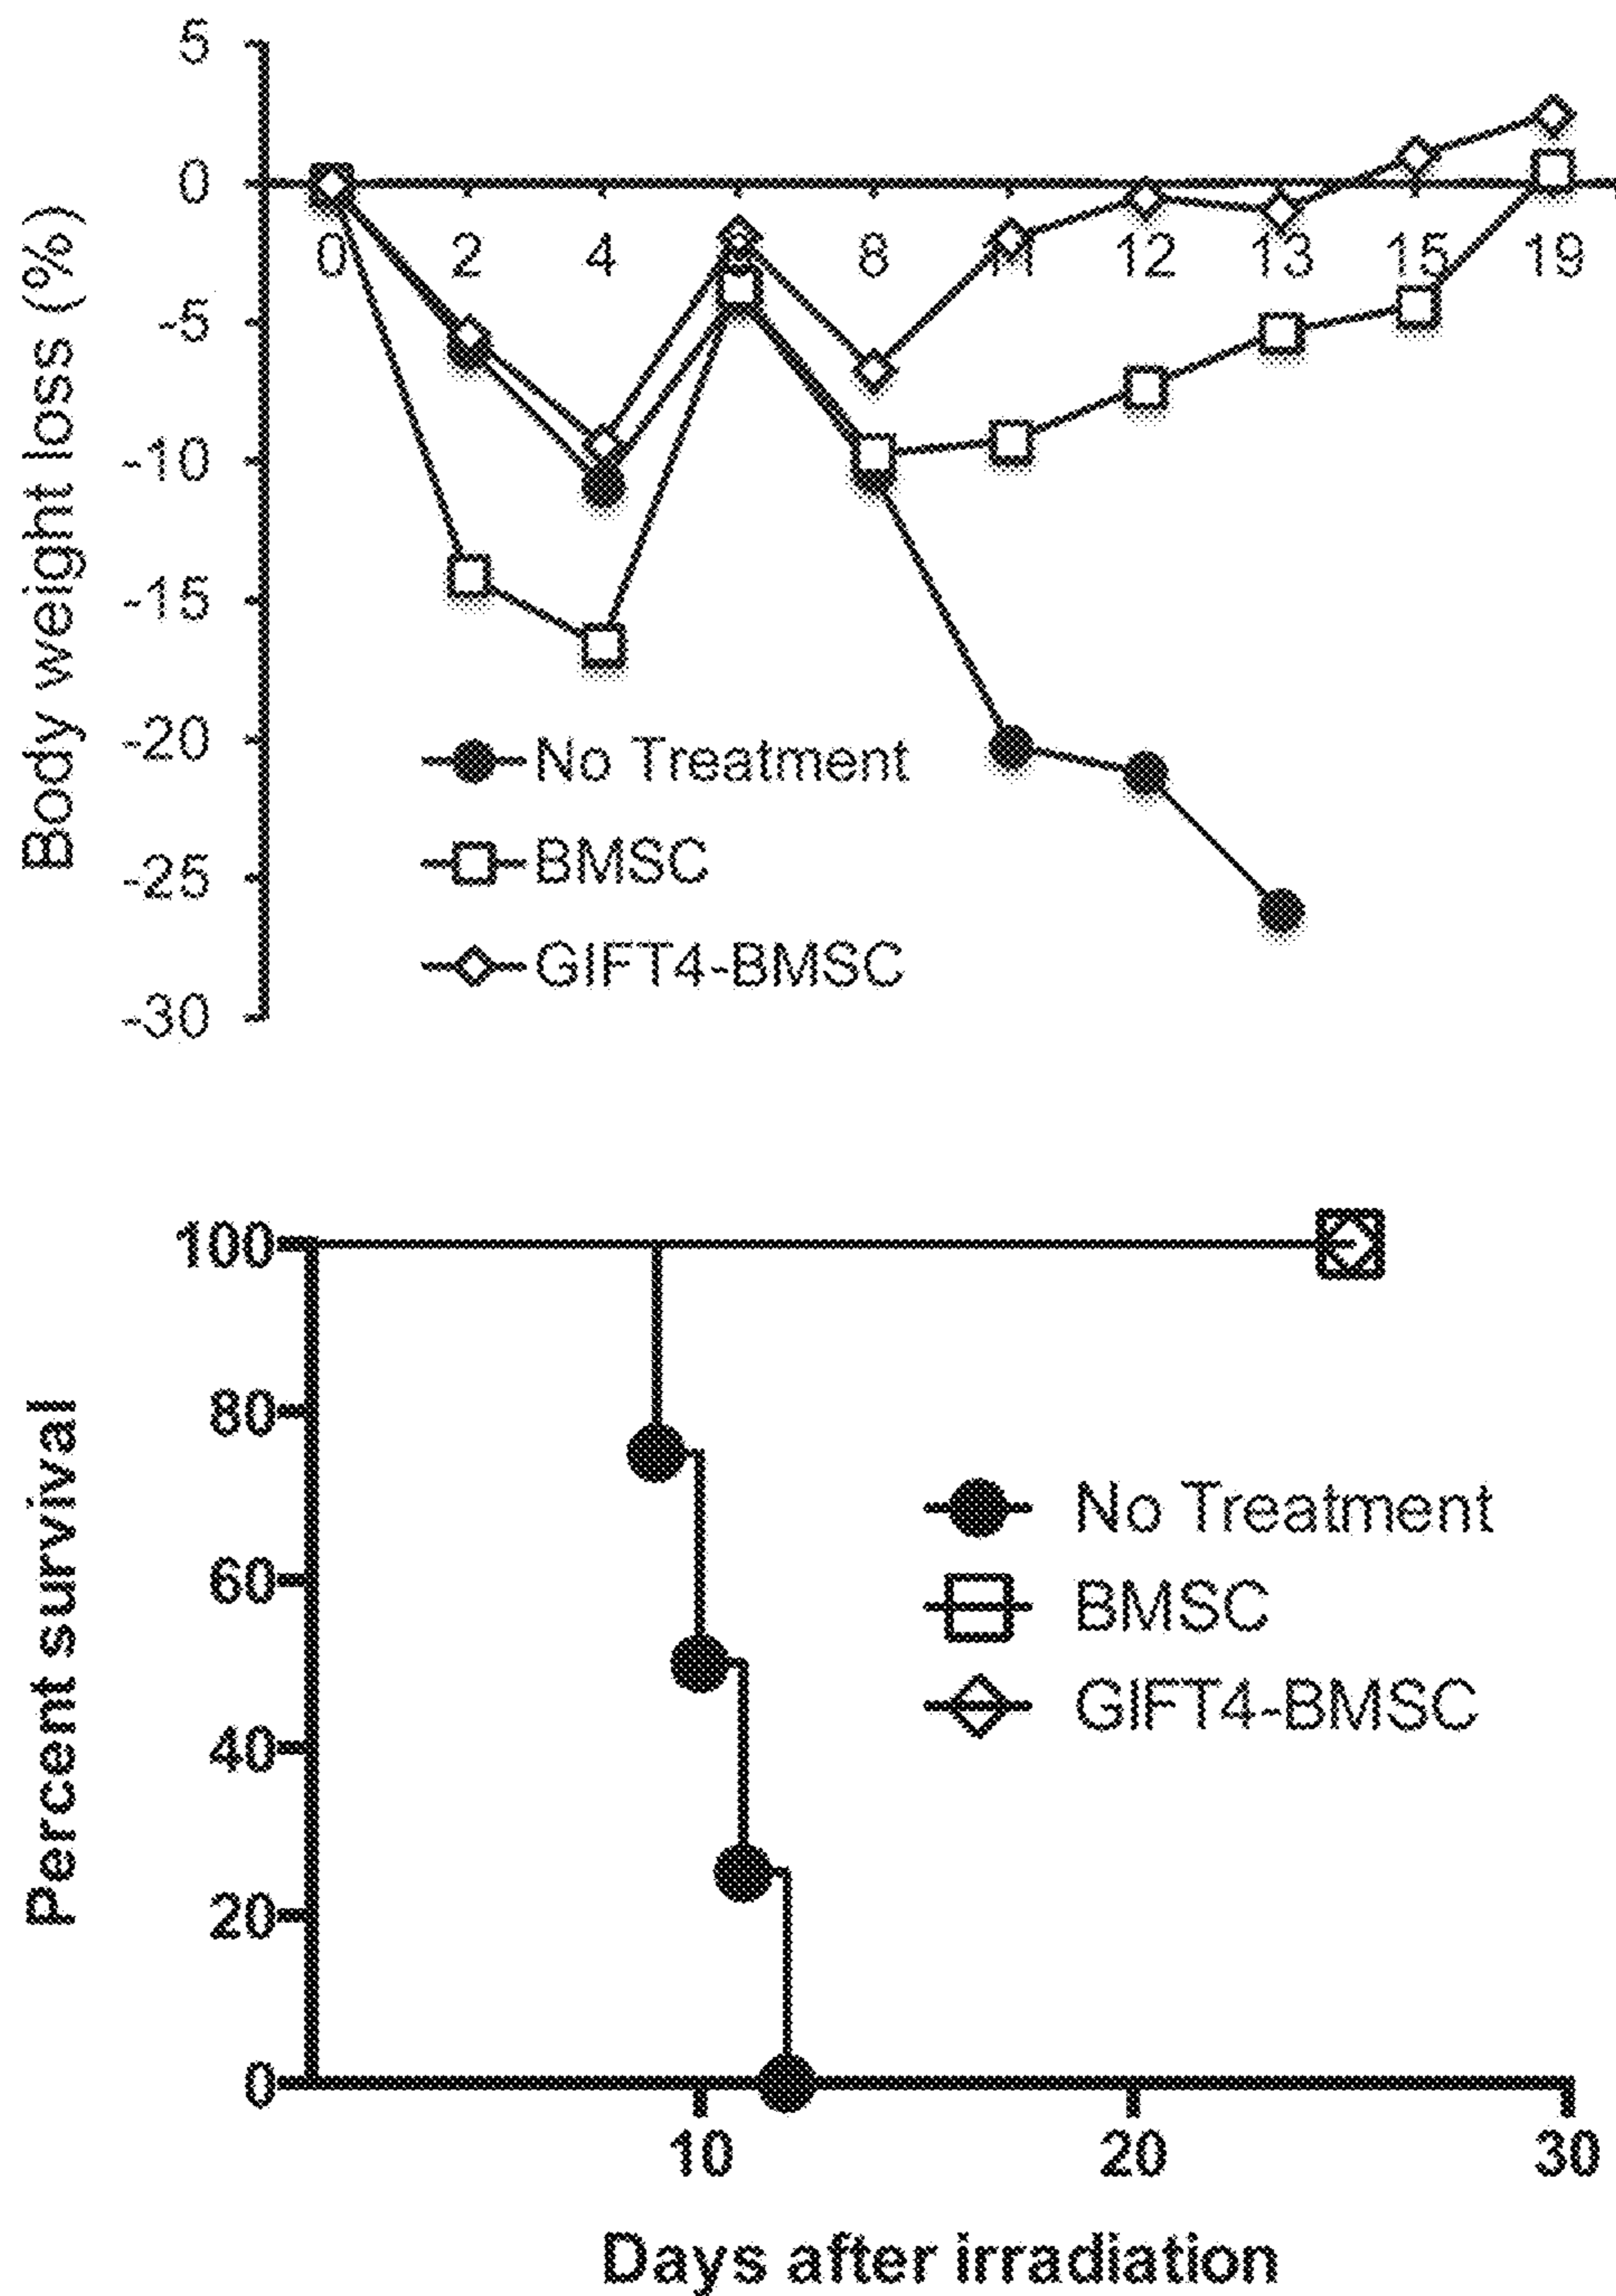 5
0
-5
-10
-15
-20
-25
-30
Body weight loss (%)
0 2 4 8 11 12 13 15 19
No Treatment
BMSC
GIFT4-BMSC
100
80
60
40
20
0
Percent survival
No Treatment
BMSC
GIFT4-BMSC
10 20 30
Days after irradiation